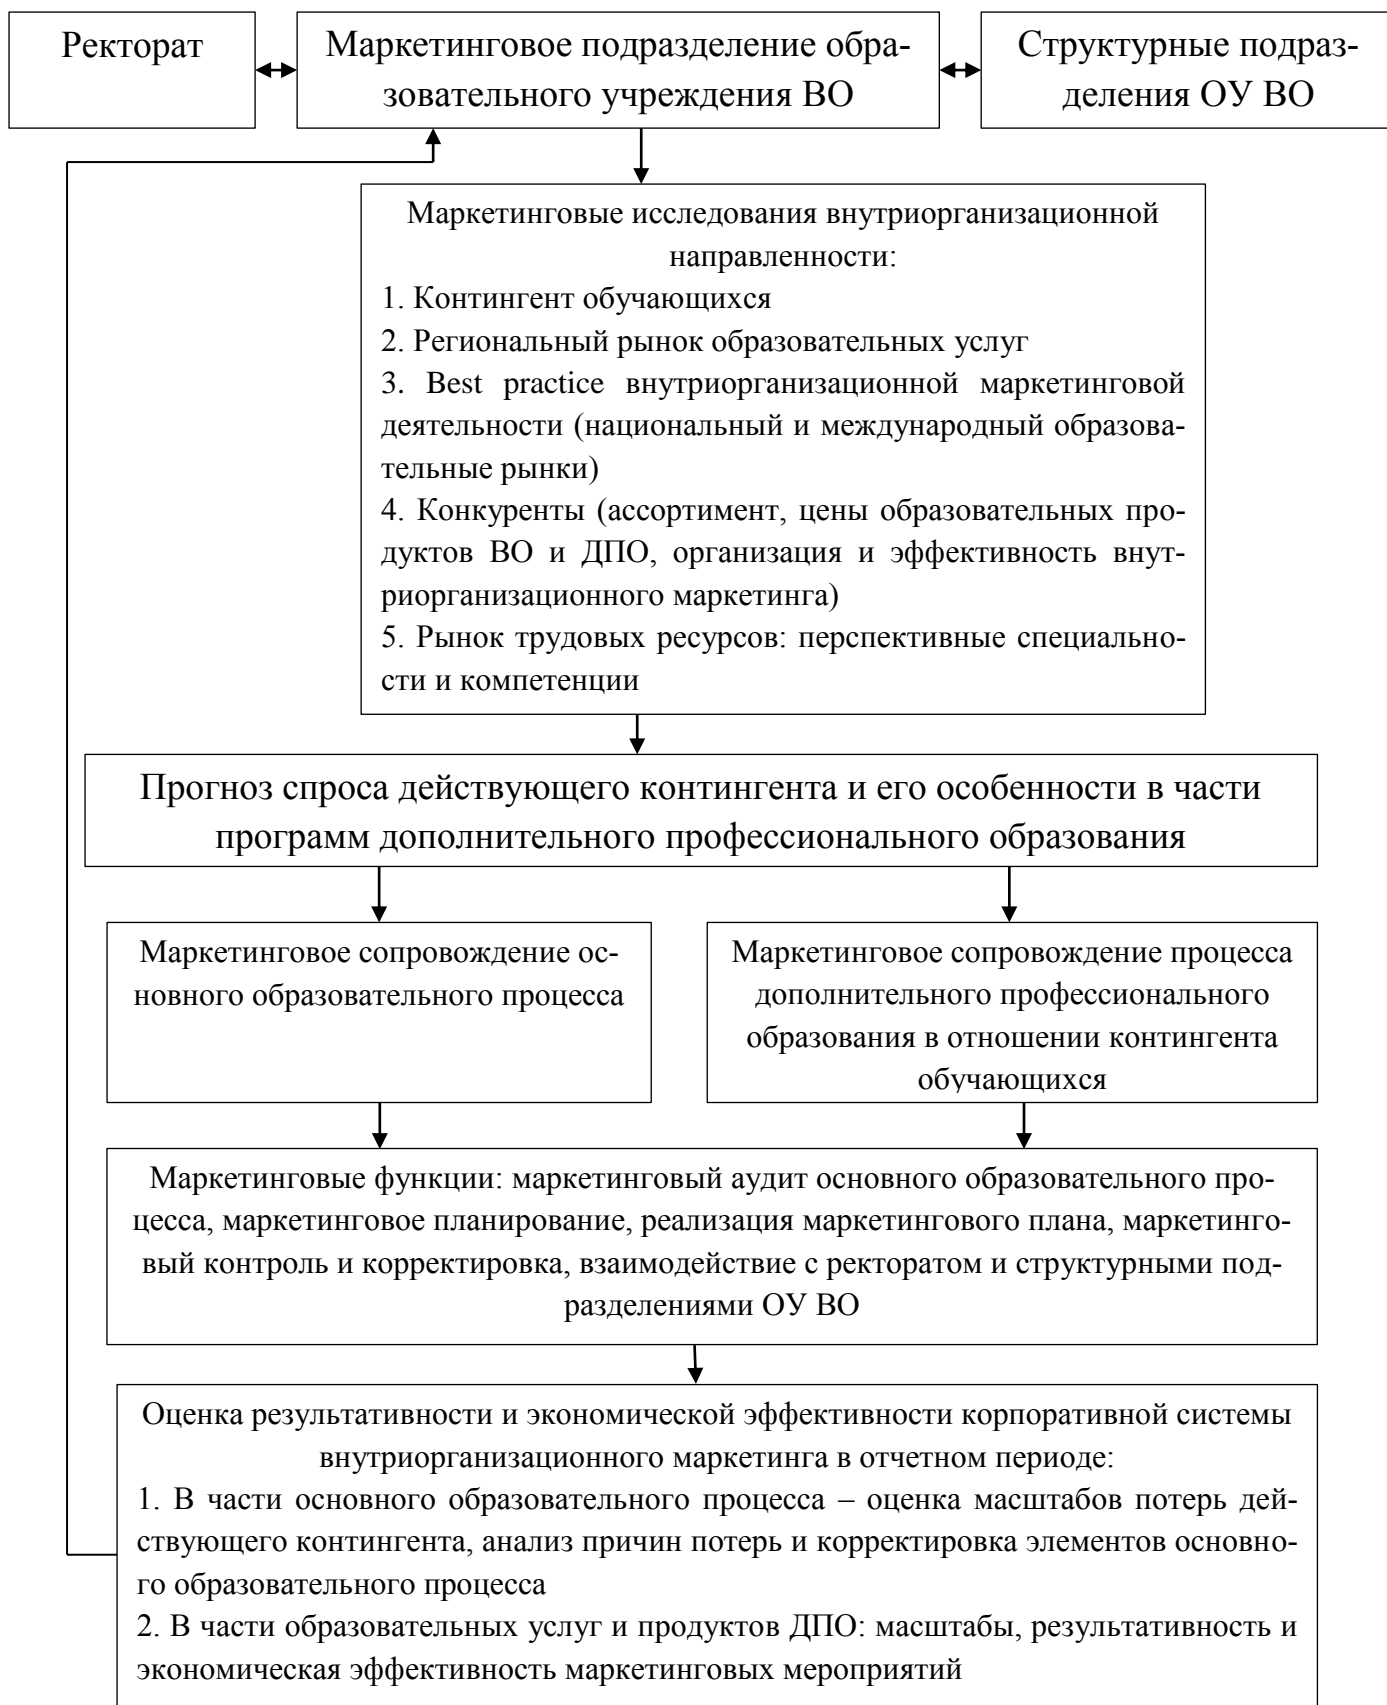 Ректорат
Маркетинговое подразделение обра-
зовательного учреждения ВО
Структурные подраз-
деления ОУ ВО
Маркетинговые исследования внутриорганизационной
направленности:
1. Контингент обучающихся
2. Региональный рынок образовательных услуг
3. Best practice внутриорганизационной маркетинговой
деятельности (национальный и международный образова-
тельные рынки)
4. Конкуренты (ассортимент, цены образовательных про-
дуктов ВО и ДПО, организация и эффективность внут-
риорганизационного маркетинга)
5. Рынок трудовых ресурсов: перспективные специально-
сти и компетенции
Прогноз спроса действующего контингента и его особенности в части
программ дополнительного профессионального образования
Маркетинговое сопровождение ос-
новного образовательного процесса
Маркетинговое сопровождение процесса
дополнительного профессионального
образования в отношении контингента
обучающихся
Маркетинговые функции: маркетинговый аудит основного образовательного про-
цесса, маркетинговое планирование, реализация маркетингового плана, маркетинго-
вый контроль и корректировка, взаимодействие с ректоратом и структурными под-
разделениями ОУ ВО
Оценка результативности и экономической эффективности корпоративной системы
внутриорганизационного маркетинга в отчетном периоде:
1. В части основного образовательного процесса – оценка масштабов потерь дей-
ствующего контингента, анализ причин потерь и корректировка элементов основно-
го образовательного процесса
2. В части образовательных услуг и продуктов ДПО: масштабы, результативность и
экономическая эффективность маркетинговых мероприятий